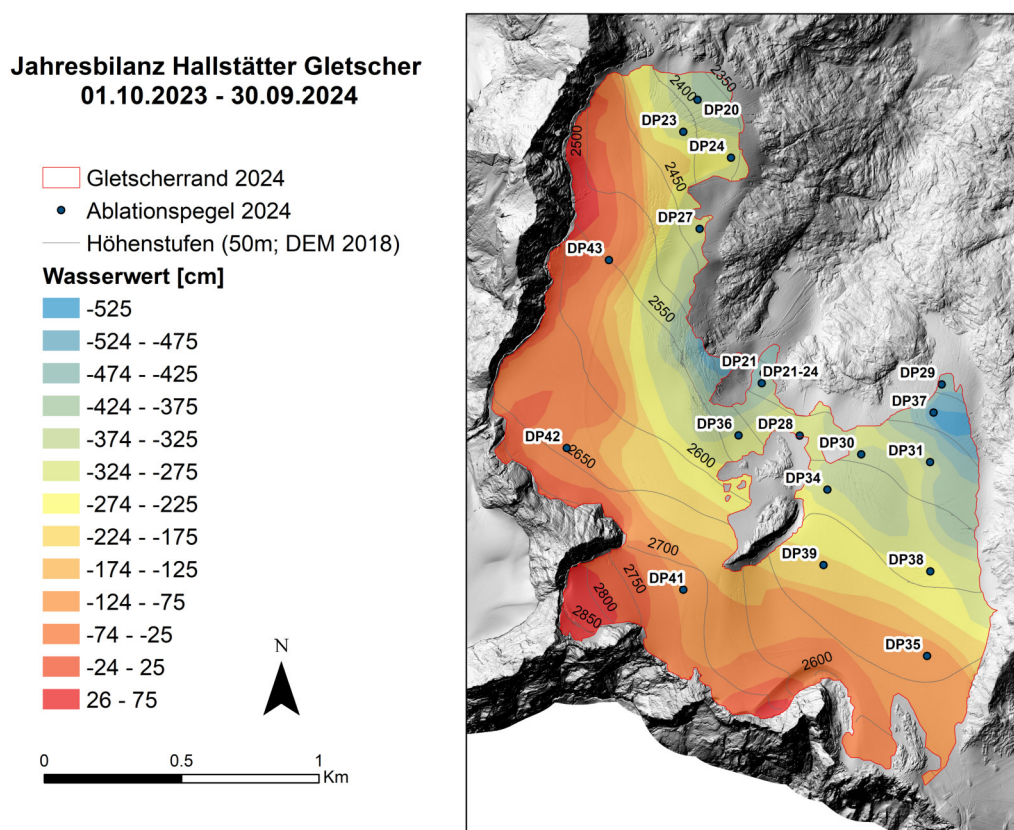 Jahresbilanz Hallstätter Gletscher
01.10.2023 - 30.09.2024
Gletscherrand 2024
Ablationspegel 2024
Höhenstufen (50m; DEM 2018)
Wasserwert [cm]
-525
-524 - -475
-474 - -425
-424 - -375
-374 - -325
-324 - -275
-274 - -225
-224 - -175
-174 - -125
-124 - -75
-74 - -25
-24 - 25
26 - 75
N
0 0.5 1
Km
2350
2400
DP20
DP23
DP24
2500
2450
DP27
DP43
2550
DP21
DP21-24
DP29
DP37
DP36
DP28
DP30
DP31
DP42
2650
2600
DP34
2700
DP39
DP38
2750
DP41
2800
2850
2600
DP35